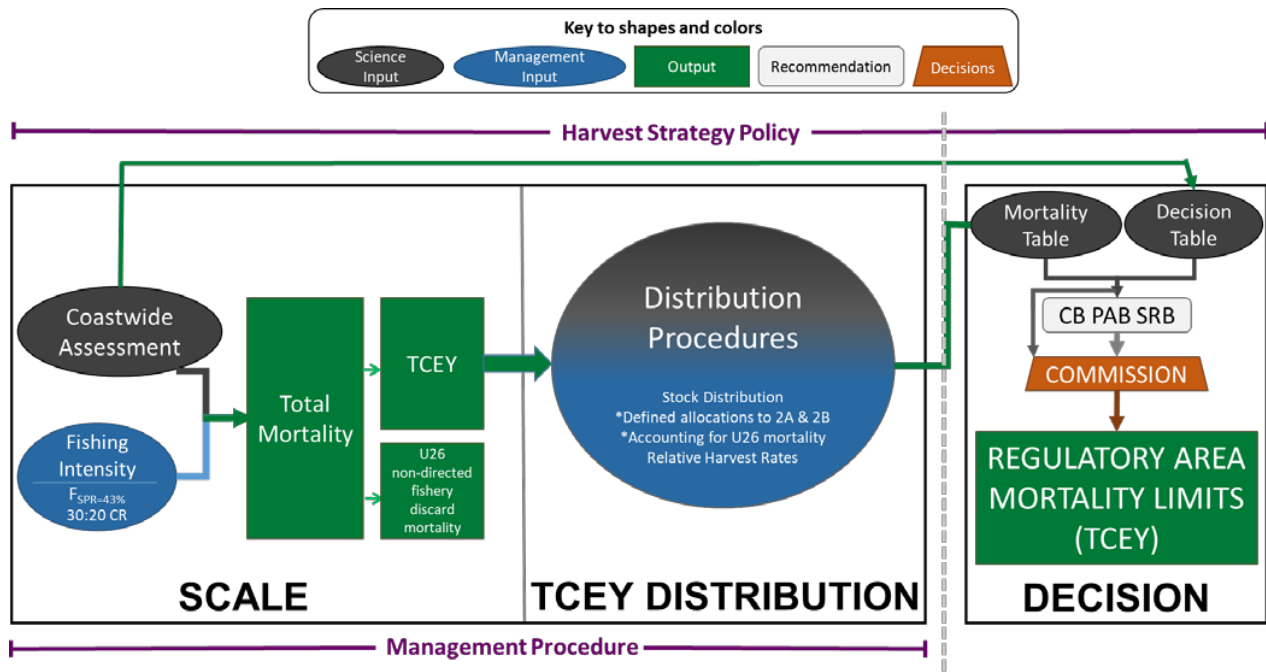 Key to shapes and colors
Science
Input
Management
Input
Output
Recommendation
Decisions
Harvest Strategy Policy
Coastwide
Assessment
Fishing
Intensity
FSPR=43%
30:20 CR
Total
Mortality
TCEY
U26
non-directed
fishery
discard
mortality
SCALE
Distribution
Procedures
Stock Distribution
*Defined allocations to 2A & 2B
*Accounting for U26 mortality
Relative Harvest Rates
TCEY DISTRIBUTION
Mortality
Table
Decision
Table
CB PAB SRB
COMMISSION
REGULATORY AREA
MORTALITY LIMITS
(TCEY)
DECISION
Management Procedure